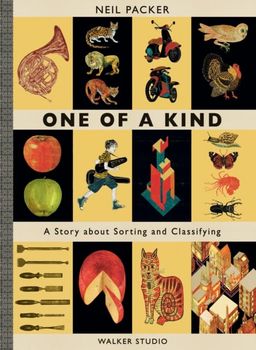 NEIL PACKER
ONE OF A KIND
A Story about Sorting and Classifying
WALKER STUDIO